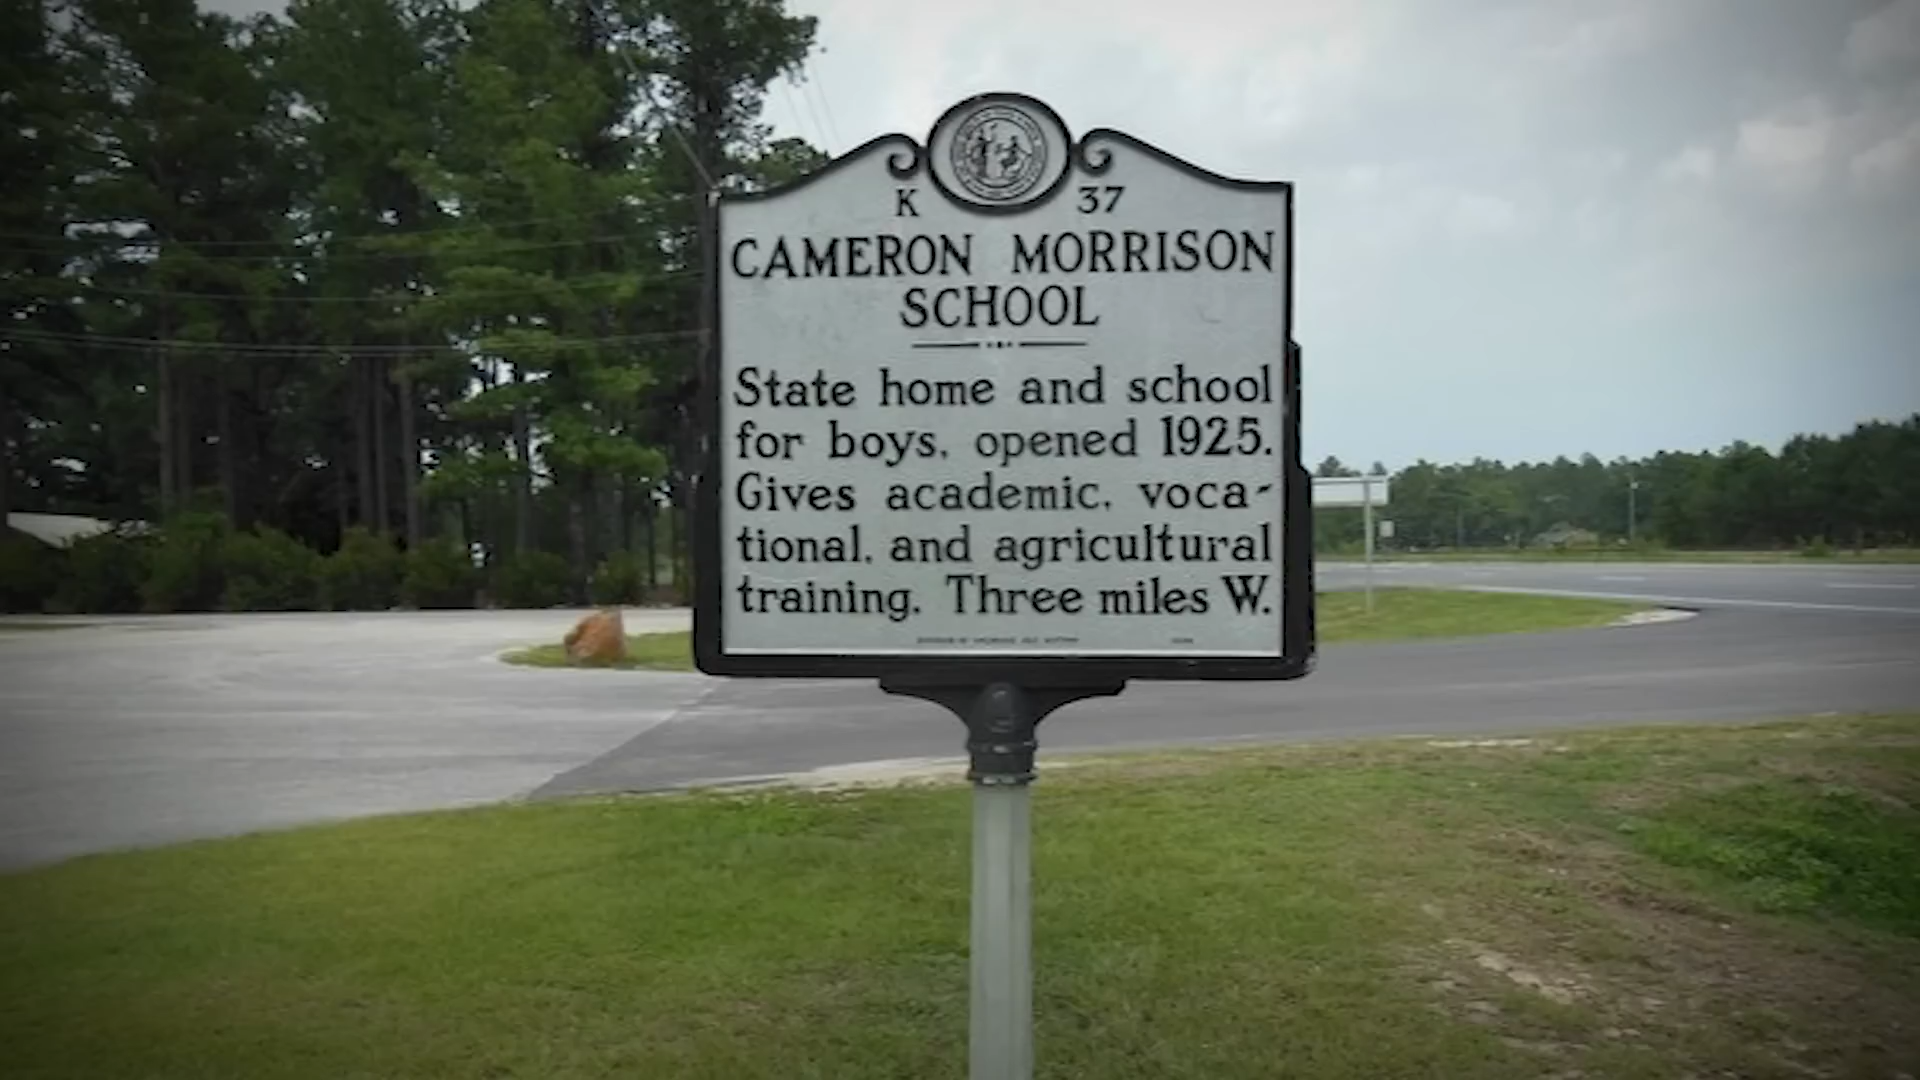 K 37
CAMERON MORRISON
SCHOOL
State home and school
for boys, opened 1925.
Gives academic, voca-
tional, and agricultural
training. Three miles W.